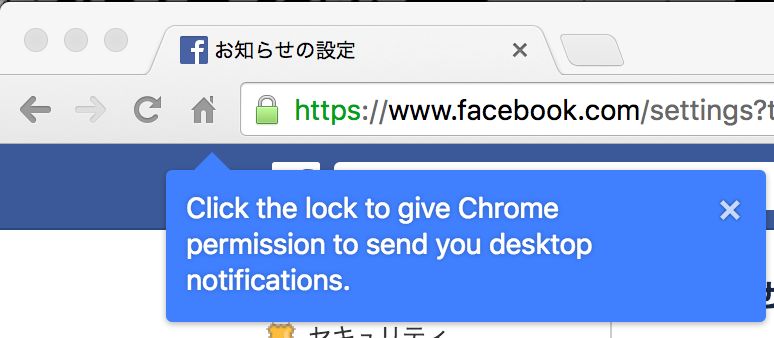 お知らせの設定
https://www.facebook.com/settings?t
Click the lock to give Chrome
permission to send you desktop
notifications.
セキュリティ